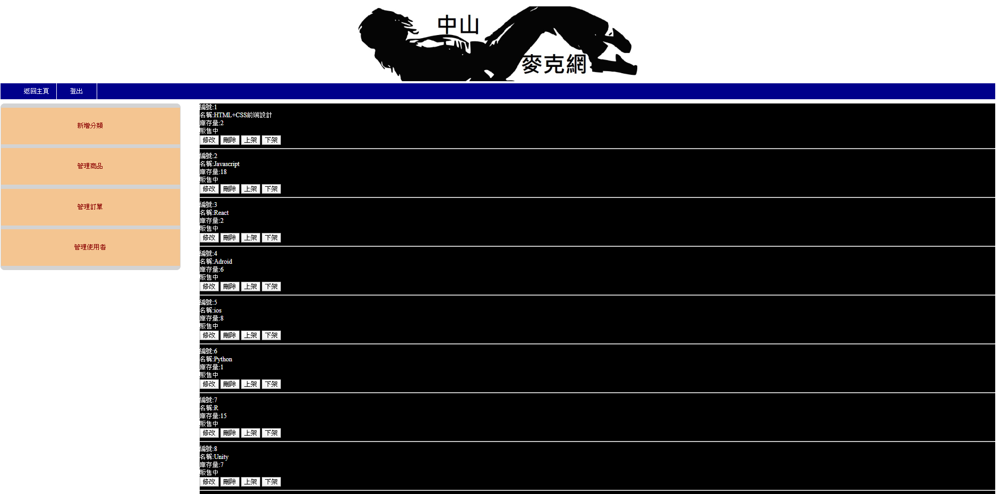 中山
麥克網
返回主頁 登出
新增分類
管理商品
管理訂單
管理使用者
編號:1
名稱:HTML+CSS前端設計
庫存量:2
販售中
修改 刪除 上架 下架
編號:2
名稱:Javascript
庫存量:18
販售中
修改 刪除 上架 下架
編號:3
名稱:React
庫存量:2
販售中
修改 刪除 上架 下架
編號:4
名稱:Adroid
庫存量:6
販售中
修改 刪除 上架 下架
編號:5
名稱:ios
庫存量:8
販售中
修改 刪除 上架 下架
編號:6
名稱:Python
庫存量:1
販售中
修改 刪除 上架 下架
編號:7
名稱:R
庫存量:15
販售中
修改 刪除 上架 下架
編號:8
名稱:Unity
庫存量:7
販售中
修改 刪除 上架 下架